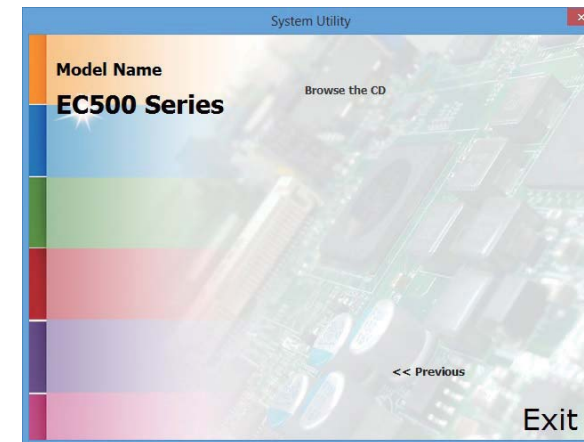 System Utility
Model Name
EC500 Series
Browse the CD
<< Previous
Exit